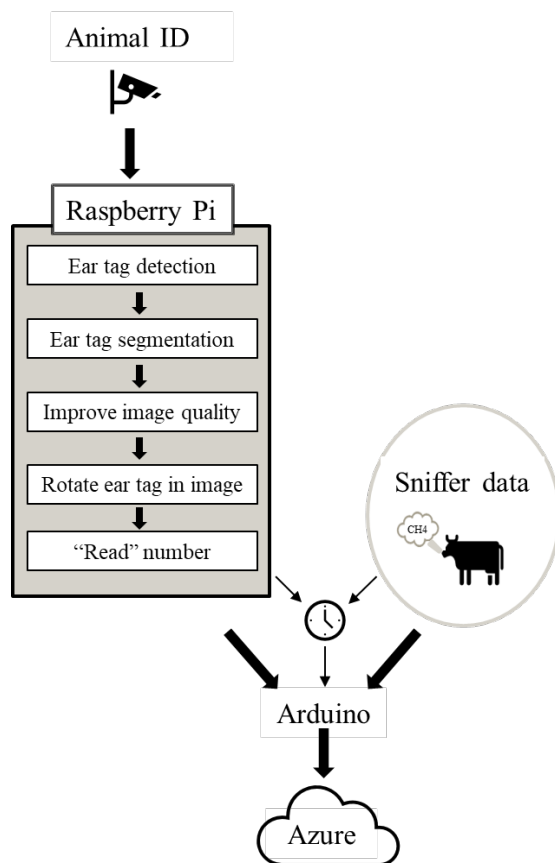 Animal ID
Raspberry Pi
Ear tag detection
Ear tag segmentation
Improve image quality
Rotate ear tag in image
“Read” number
Sniffer data
CH4
Arduino
Azure